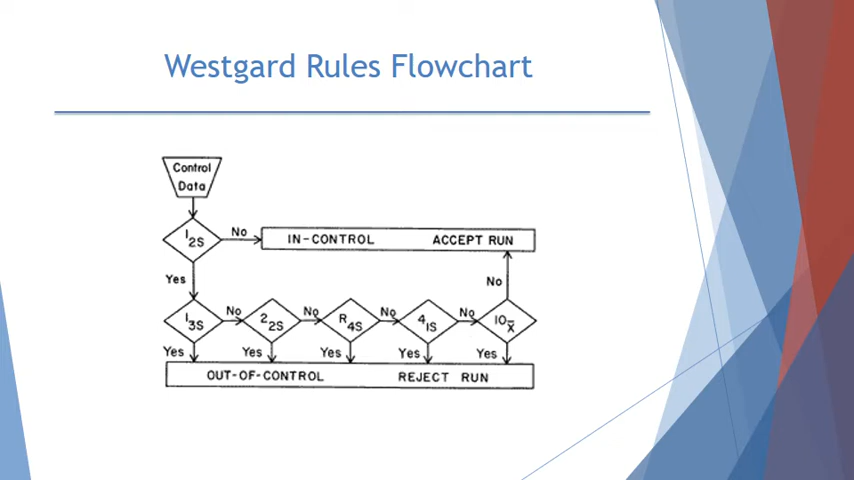 Westgard Rules Flowchart
Control
Data
1 2S
No
IN-CONTROL ACCEPT RUN
Yes
No
1 3S
No
2 2S
No
R 4S
No
4 1S
No
10 x̄
Yes
Yes
Yes
Yes
Yes
OUT-OF-CONTROL REJECT RUN